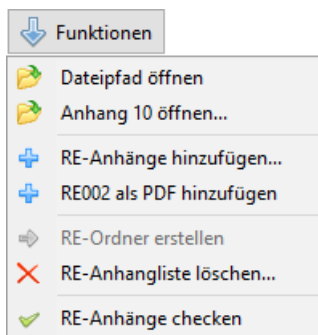 Funktionen
Dateipfad öffnen
Anhang 10 öffnen...
RE-Anhänge hinzufügen...
RE002 als PDF hinzufügen
RE-Ordner erstellen
RE-Anhangliste löschen...
RE-Anhänge checken